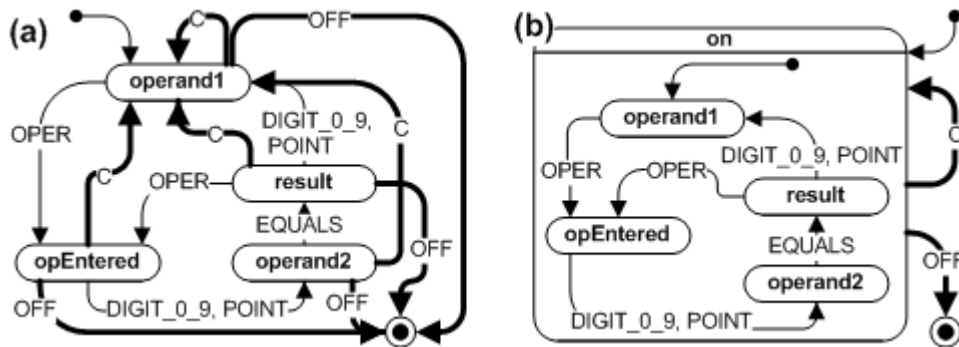 (a)
C
OFF
operand1
OPER
C
C
DIGIT_0_9,
POINT
C
OPER
result
EQUALS
OFF
opEntered
operand2
OFF
DIGIT_0_9, POINT
OFF
(b)
on
operand1
C
DIGIT_0_9, POINT
OPER
OPER
result
opEntered
EQUALS
OFF
operand2
DIGIT_0_9, POINT